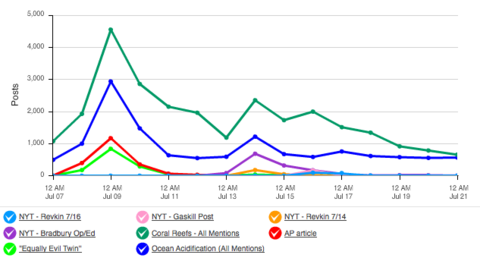 5,000
4,000
3,000
2,000
1,000
0
Posts
12 AM 12 AM 12 AM 12 AM 12 AM 12 AM 12 AM 12 AM
Jul 07 Jul 09 Jul 11 Jul 13 Jul 15 Jul 17 Jul 19 Jul 21
NYT - Revkin 7/16 NYT - Gaskill Post NYT - Revkin 7/14
NYT - Bradbury Op/Ed Coral Reefs - All Mentions AP article
"Equally Evil Twin" Ocean Acidification (All Mentions)